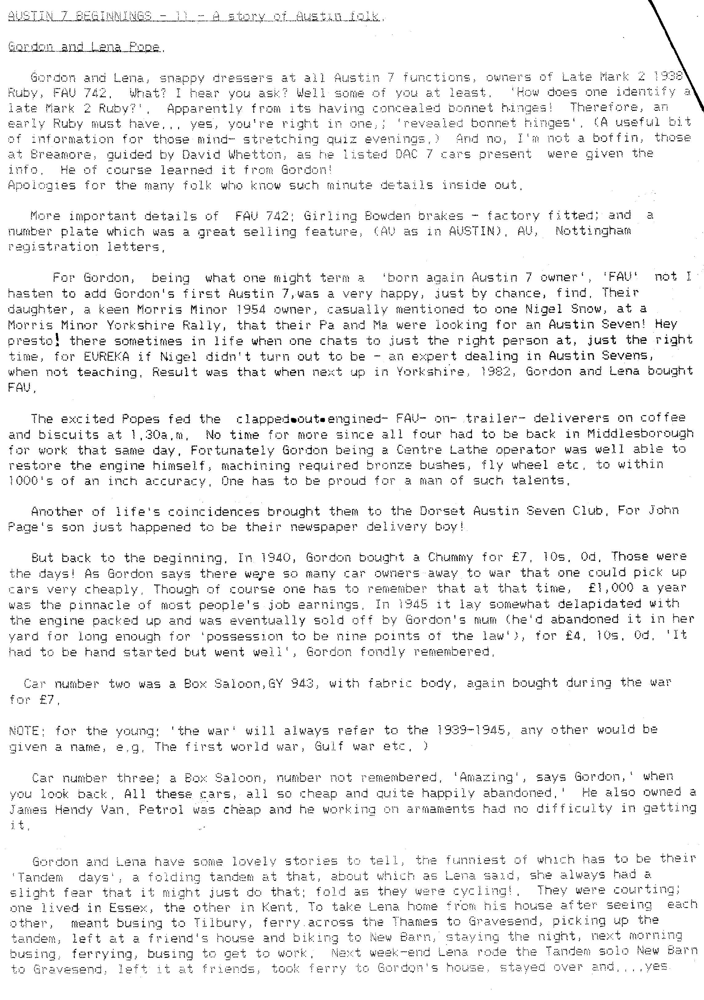 AUSTIN 7 BEGINNINGS - 11 - A story of Austin folk.
Gordon and Lena Pope.
Gordon and Lena, snappy dressers at all Austin 7 functions, owners of Late Mark 2 1938
Ruby, FAU 742. What? I hear you ask? Well some of you at least. 'How does one identify a
late Mark 2 Ruby?'. Apparently from its having concealed bonnet hinges! Therefore, an
early Ruby must have... yes, you're right in one,; 'revealed bonnet hinges'. (A useful bit
of information for those mind- stretching quiz evenings.) And no, I'm not a boffin, those
at Breamore, guided by David Whetton, as he listed DAC 7 cars present were given the
info. He of course learned it from Gordon!
Apologies for the many folk who know such minute details inside out.
More important details of FAU 742; Girling Bowden brakes - factory fitted; and a
number plate which was a great selling feature, (AU as in AUSTIN). AU, Nottingham
registration letters.
For Gordon, being what one might term a 'born again Austin 7 owner', 'FAU' not I
hasten to add Gordon's first Austin 7,was a very happy, just by chance, find. Their
daughter, a keen Morris Minor 1954 owner, casually mentioned to one Nigel Snow, at a
Morris Minor Yorkshire Rally, that their Pa and Ma were looking for an Austin Seven! Hey
presto! there sometimes in life when one chats to just the right person at, just the right
time, for EUREKA if Nigel didn't turn out to be - an expert dealing in Austin Sevens,
when not teaching. Result was that when next up in Yorkshire, 1982, Gordon and Lena bought
FAU.
The excited Popes fed the clapped-out-engined- FAU- on- trailer- deliverers on coffee
and biscuits at 1.30a.m. No time for more since all four had to be back in Middlesborough
for work that same day. Fortunately Gordon being a Centre Lathe operator was well able to
restore the engine himself, machining required bronze bushes, fly wheel etc. to within
1000's of an inch accuracy. One has to be proud for a man of such talents.
Another of life's coincidences brought them to the Dorset Austin Seven Club. For John
Page's son just happened to be their newspaper delivery boy!
But back to the beginning. In 1940, Gordon bought a Chummy for £7. 10s. 0d. Those were
the days! As Gordon says there were so many car owners away to war that one could pick up
cars very cheaply. Though of course one has to remember that at that time, £1,000 a year
was the pinnacle of most people's job earnings. In 1945 it lay somewhat delapidated with
the engine packed up and was eventually sold off by Gordon's mum (he'd abandoned it in her
yard for long enough for 'possession to be nine points of the law'), for £4. 10s. 0d. 'It
had to be hand started but went well', Gordon fondly remembered.
Car number two was a Box Saloon,GY 943, with fabric body, again bought during the war
for £7.
NOTE; for the young; 'the war' will always refer to the 1939-1945, any other would be
given a name, e.g. The first world war, Gulf war etc. )
Car number three; a Box Saloon, number not remembered. 'Amazing', says Gordon,' when
you look back. All these cars, all so cheap and quite happily abandoned.' He also owned a
James Hendy Van. Petrol was cheap and he working on armaments had no difficulty in getting
it.
Gordon and Lena have some lovely stories to tell, the funniest of which has to be their
'Tandem days', a folding tandem at that, about which as Lena said, she always had a
slight fear that it might just do that; fold as they were cycling!. They were courting;
one lived in Essex, the other in Kent. To take Lena home from his house after seeing each
other, meant busing to Tilbury, ferry across the Thames to Gravesend, picking up the
tandem, left at a friend's house and biking to New Barn, staying the night, next morning
busing, ferrying, busing to get to work. Next week-end Lena rode the Tandem solo New Barn
to Gravesend, left it at friends, took ferry to Gordon's house, stayed over and....yes